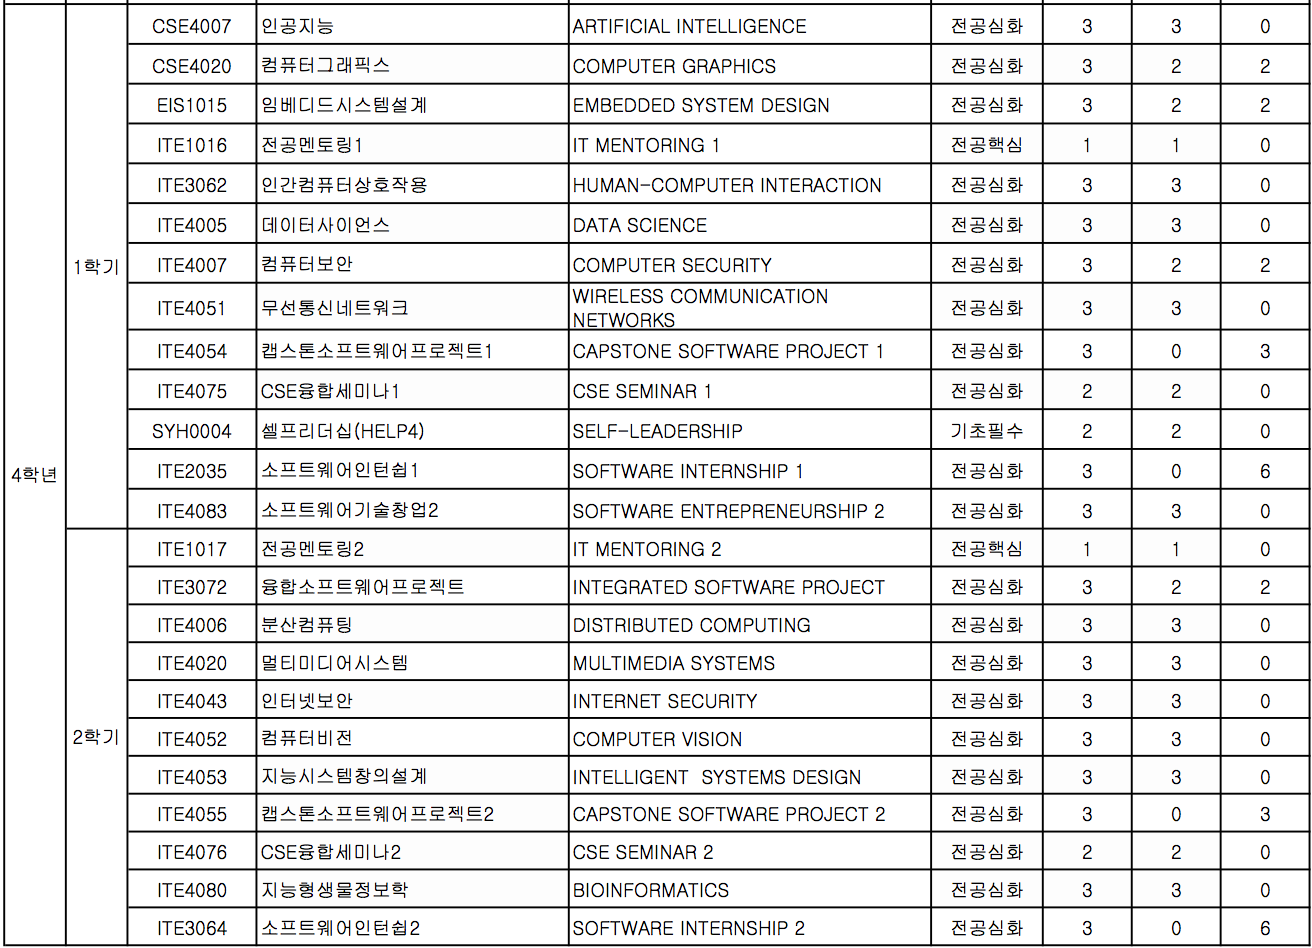 CSE4007 인공지능 ARTIFICIAL INTELLIGENCE 전공심화 3 3 0
CSE4020 컴퓨터그래픽스 COMPUTER GRAPHICS 전공심화 3 2 2
EIS1015 임베디드시스템설계 EMBEDDED SYSTEM DESIGN 전공심화 3 2 2
ITE1016 전공멘토링1 IT MENTORING 1 전공핵심 1 1 0
ITE3062 인간컴퓨터상호작용 HUMAN-COMPUTER INTERACTION 전공심화 3 3 0
ITE4005 데이터사이언스 DATA SCIENCE 전공심화 3 3 0
1학기 ITE4007 컴퓨터보안 COMPUTER SECURITY 전공심화 3 2 2
ITE4051 무선통신네트워크 WIRELESS COMMUNICATION
NETWORKS 전공심화 3 3 0
ITE4054 캡스톤소프트웨어프로젝트1 CAPSTONE SOFTWARE PROJECT 1 전공심화 3 0 3
ITE4075 CSE융합세미나1 CSE SEMINAR 1 전공심화 2 2 0
SYH0004 셀프리더십(HELP4) SELF-LEADERSHIP 기초필수 2 2 0
4학년 ITE2035 소프트웨어인턴쉽1 SOFTWARE INTERNSHIP 1 전공심화 3 0 6
ITE4083 소프트웨어기술창업2 SOFTWARE ENTREPRENEURSHIP 2 전공심화 3 3 0
ITE1017 전공멘토링2 IT MENTORING 2 전공핵심 1 1 0
ITE3072 융합소프트웨어프로젝트 INTEGRATED SOFTWARE PROJECT 전공심화 3 2 2
ITE4006 분산컴퓨팅 DISTRIBUTED COMPUTING 전공심화 3 3 0
ITE4020 멀티미디어시스템 MULTIMEDIA SYSTEMS 전공심화 3 3 0
ITE4043 인터넷보안 INTERNET SECURITY 전공심화 3 3 0
2학기 ITE4052 컴퓨터비전 COMPUTER VISION 전공심화 3 3 0
ITE4053 지능시스템창의설계 INTELLIGENT SYSTEMS DESIGN 전공심화 3 3 0
ITE4055 캡스톤소프트웨어프로젝트2 CAPSTONE SOFTWARE PROJECT 2 전공심화 3 0 3
ITE4076 CSE융합세미나2 CSE SEMINAR 2 전공심화 2 2 0
ITE4080 지능형생물정보학 BIOINFORMATICS 전공심화 3 3 0
ITE3064 소프트웨어인턴쉽2 SOFTWARE INTERNSHIP 2 전공심화 3 0 6